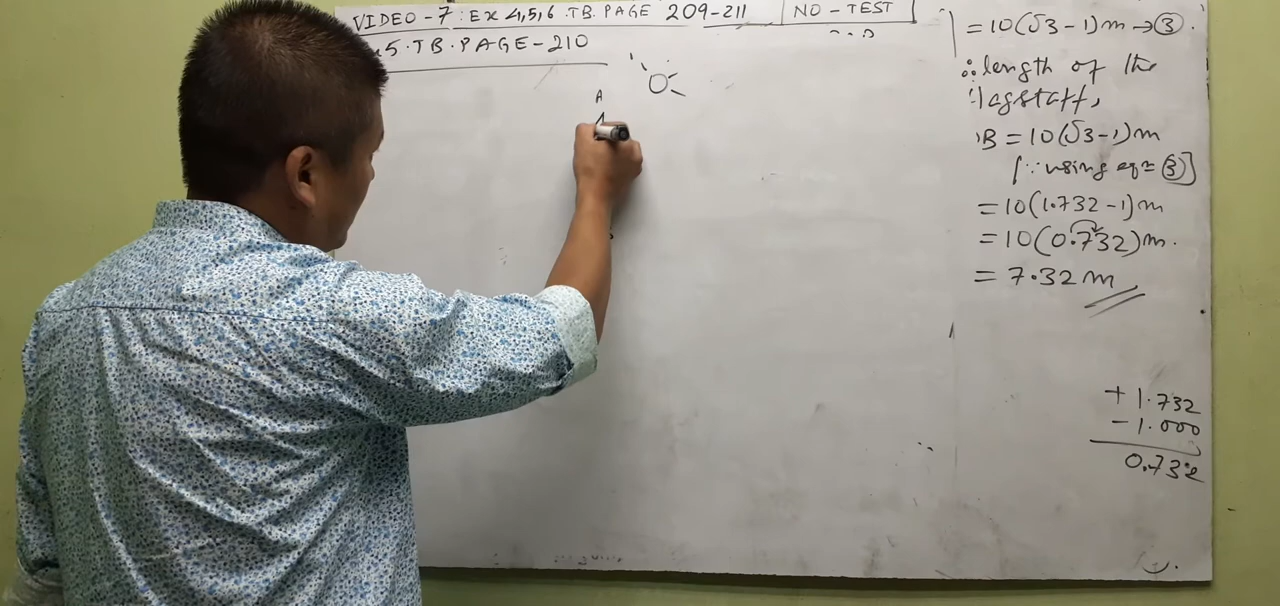 VIDEO-7: EX 4,5,6 .TB. PAGE 209-211 NO-TEST
5.TB.PAGE-210
A
= 10(√3-1)m → ③.
∴ length of the
flagstaff,
B = 10(√3-1)m
[∵ using eqn ③]
= 10(1.732-1)m
= 10(0.732)m.
= 7.32m
+ 1.732
- 1.000
0.732